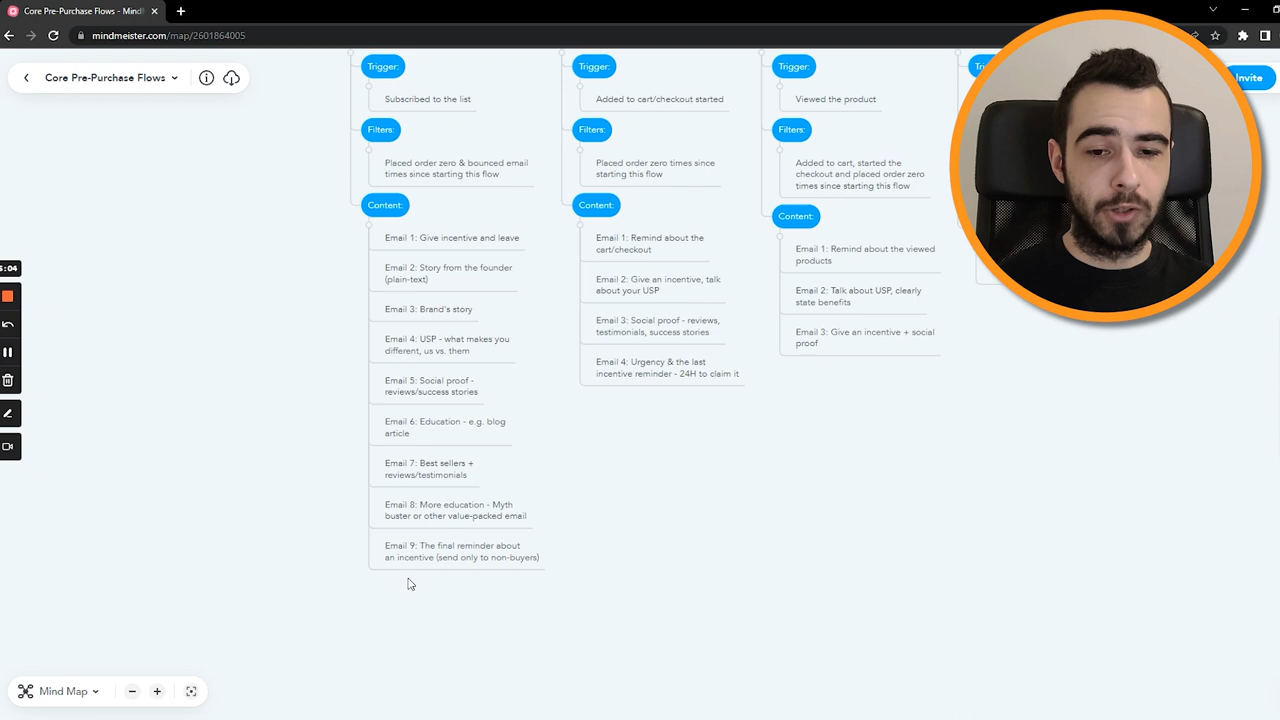 Core Pre-Purchase Flows - Mind
mindmeister.com/map/2601864005
Core Pre-Purchase Flows
Invite
Trigger:
Subscribed to the list
Filters:
Placed order zero & bounced email
times since starting this flow
Content:
Email 1: Give incentive and leave
Email 2: Story from the founder
(plain-text)
Email 3: Brand's story
Email 4: USP - what makes you
different, us vs. them
Email 5: Social proof -
reviews/success stories
Email 6: Education - e.g. blog
article
Email 7: Best sellers +
reviews/testimonials
Email 8: More education - Myth
buster or other value-packed email
Email 9: The final reminder about
an incentive (send only to non-buyers)
Trigger:
Added to cart/checkout started
Filters:
Placed order zero times since
starting this flow
Content:
Email 1: Remind about the
cart/checkout
Email 2: Give an incentive, talk
about your USP
Email 3: Social proof - reviews,
testimonials, success stories
Email 4: Urgency & the last
incentive reminder - 24H to claim it
Trigger:
Viewed the product
Filters:
Added to cart, started the
checkout and placed order zero
times since starting this flow
Content:
Email 1: Remind about the viewed
products
Email 2: Talk about USP, clearly
state benefits
Email 3: Give an incentive + social
proof
5:04
Mind Map